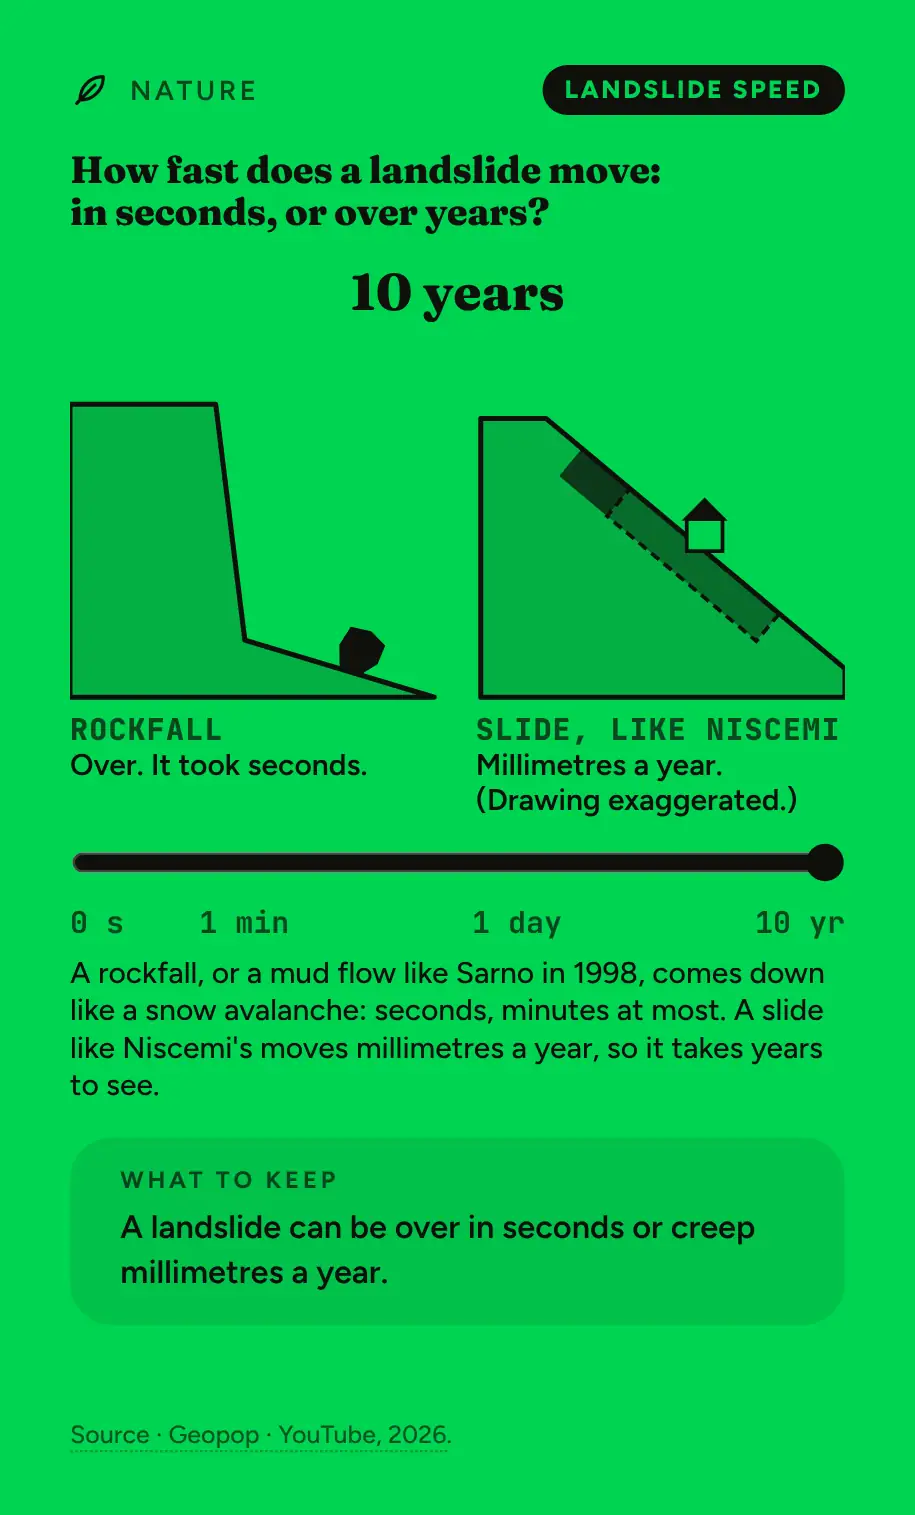 NATURE
LANDSLIDE SPEED
How fast does a landslide move:
in seconds, or over years?
10 years
ROCKFALL
Over. It took seconds.
SLIDE, LIKE NISCEMI
Millimetres a year.
(Drawing exaggerated.)
0 s 1 min 1 day 10 yr
A rockfall, or a mud flow like Sarno in 1998, comes down
like a snow avalanche: seconds, minutes at most. A slide
like Niscemi's moves millimetres a year, so it takes years
to see.
WHAT TO KEEP
A landslide can be over in seconds or creep
millimetres a year.
Source · Geopop · YouTube, 2026.